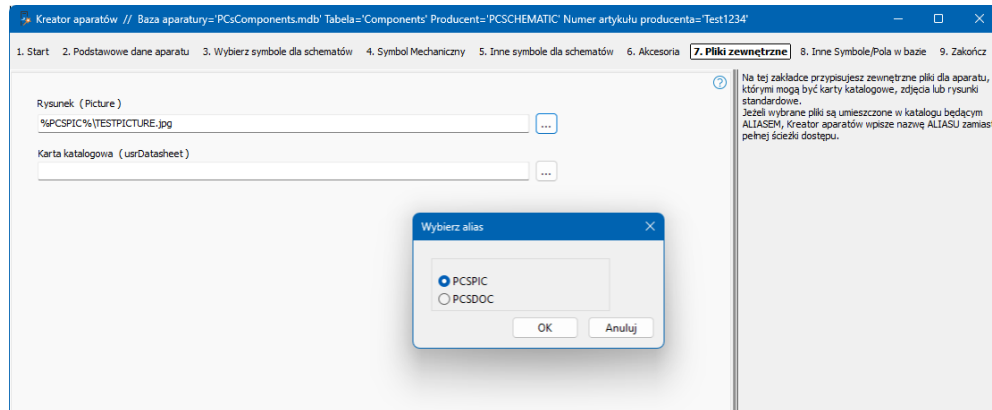 Kreator aparatów // Baza aparatury='PCsComponents.mdb' Tabela='Components' Producent='PCSCHEMATIC' Numer artykułu producenta='Test1234'
1. Start 2. Podstawowe dane aparatu 3. Wybierz symbole dla schematów 4. Symbol Mechaniczny 5. Inne symbole dla schematów 6. Akcesoria 7. Pliki zewnętrzne 8. Inne Symbole/Pola w bazie 9. Zakończ
Rysunek ( Picture )
%PCSPIC%\TESTPICTURE.jpg
...
Karta katalogowa ( usrDatasheet )
...
?
Na tej zakładce przypisujesz zewnętrzne pliki dla aparatu,
którymi mogą być karty katalogowe, zdjęcia lub rysunki
standardowe.
Jeżeli wybrane pliki są umieszczone w katalogu będącym
ALIASEM, Kreator aparatów wpisze nazwę ALIASU zamiast
pełnej ścieżki dostępu.
Wybierz alias
PCSPIC
PCSDOC
OK Anuluj